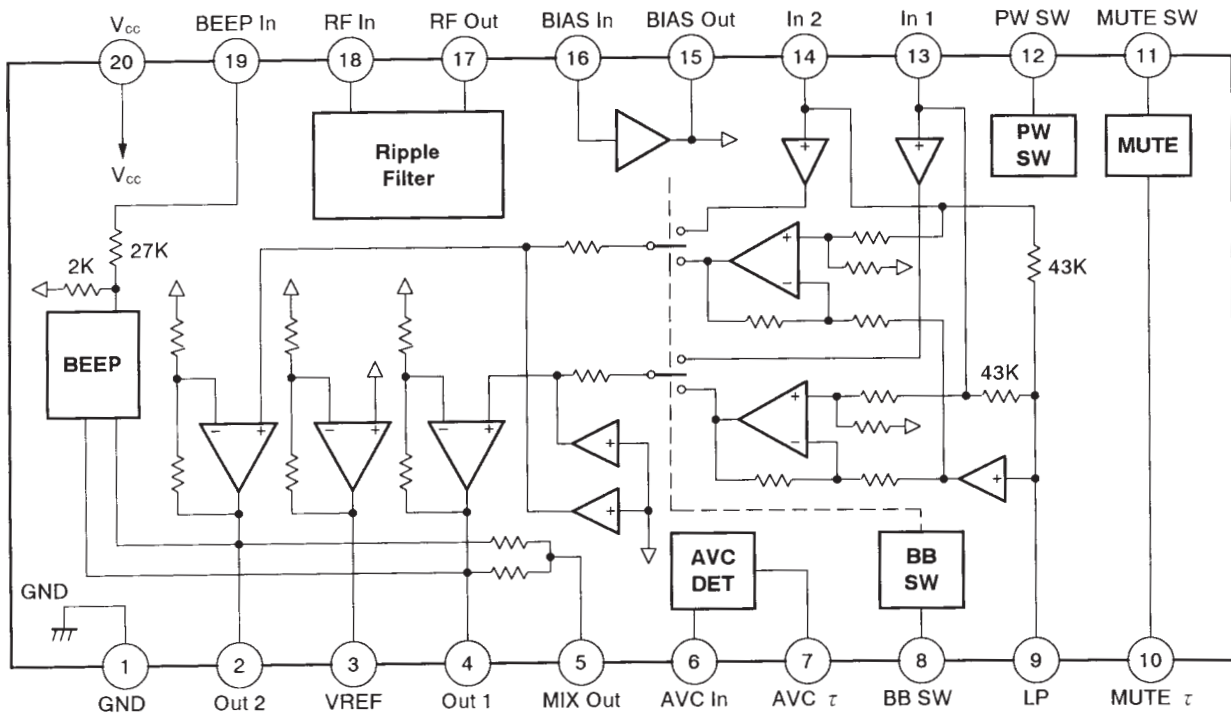 Vcc BEEP In RF In RF Out BIAS In BIAS Out In 2 In 1 PW SW MUTE SW
20 19 18 17 16 15 14 13 12 11
Ripple
Filter
PW
SW
MUTE
Vcc
+ +
27K
2K
+
43K
−
BEEP
43K
− + − + − +
+
−
+
+
+
AVC
DET
BB
SW
GND
1 2 3 4 5 6 7 8 9 10
GND Out 2 VREF Out 1 MIX Out AVC In AVC τ BB SW LP MUTE τ